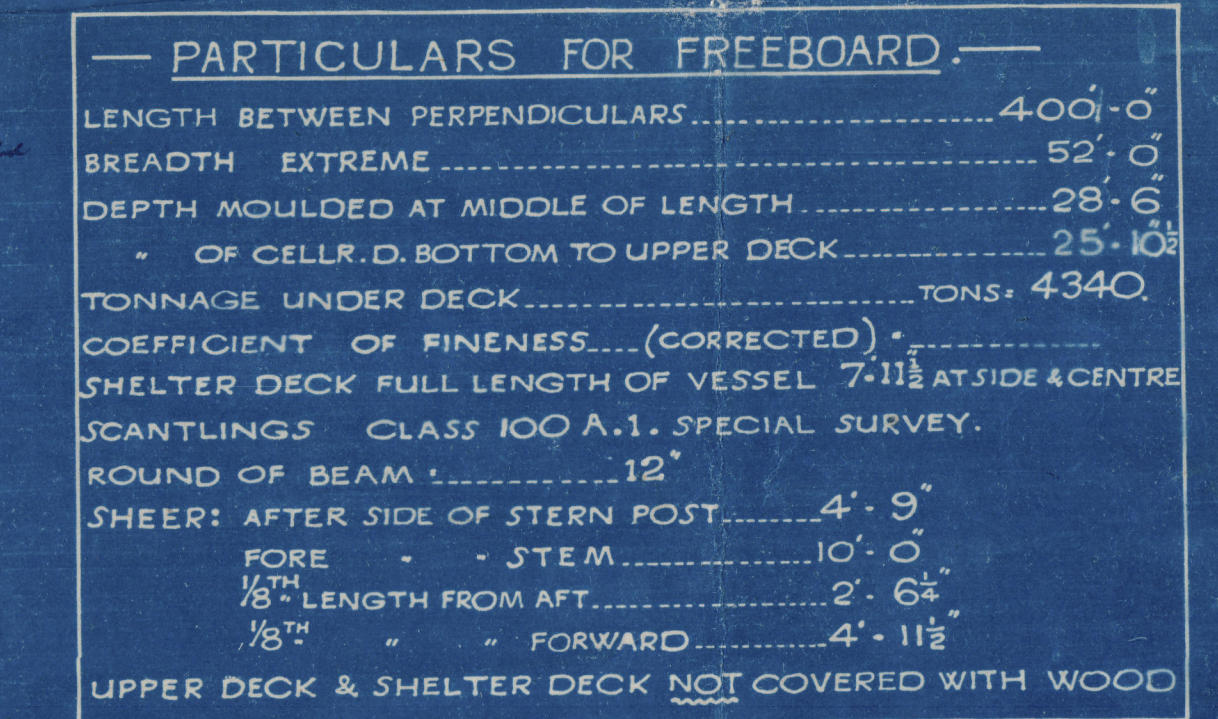 — PARTICULARS FOR FREEBOARD. —
LENGTH BETWEEN PERPENDICULARS......................400'-0"
BREADTH EXTREME......................52'-0"
DEPTH MOULDED AT MIDDLE OF LENGTH......................28'-6"
" OF CELLR. D. BOTTOM TO UPPER DECK......................25'-10½"
TONNAGE UNDER DECK......................TONS= 4340.
COEFFICIENT OF FINENESS....(CORRECTED) -......................
SHELTER DECK FULL LENGTH OF VESSEL 7'-11½" AT SIDE & CENTRE
SCANTLINGS CLASS 100 A.1. SPECIAL SURVEY.
ROUND OF BEAM :............12"
SHEER: AFTER SIDE OF STERN POST........4'-9"
FORE " " STEM............10'-0"
1/8TH " LENGTH FROM AFT............2'-6¼"
1/8TH " " FORWARD..........4'-11½"
UPPER DECK & SHELTER DECK NOT COVERED WITH WOOD